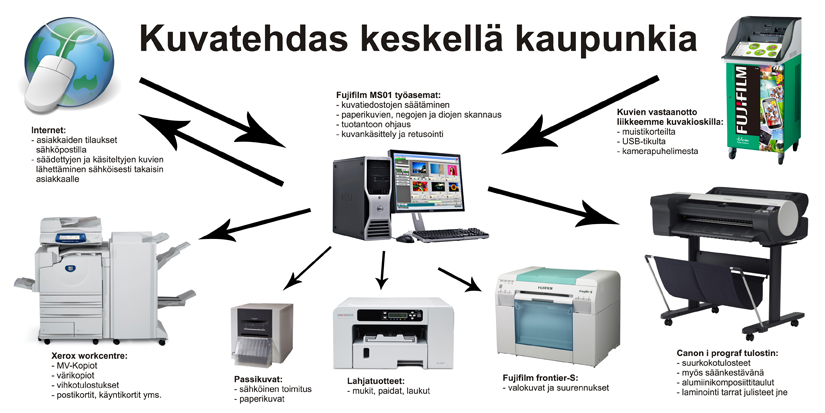 Kuvatehdas keskellä kaupunkia
Internet:
- asiakkaiden tilaukset
sähköpostilla
- säädettyjen ja käsiteltyjen kuvien
lähettäminen sähköisesti takaisin
asiakkaalle
Fujifilm MS01 työasemat:
- kuvatiedostojen säätäminen
- paperikuvien, negojen ja diojen skannaus
- tuotantoon ohjaus
- kuvankäsittely ja retusointi
FUJIFILM
Kuvien vastaanotto
liikkeemme kuvakioskilla:
- muistikorteilta
- USB-tikulta
- kamerapuhelimesta
Xerox workcentre:
- MV-Kopiot
- värikopiot
- vihkotulostukset
- postikortit, käyntikortit yms.
Passikuvat:
- sähköinen toimitus
- paperikuvat
Lahjatuotteet:
- mukit, paidat, laukut
FUJIFILM
Fujifilm frontier-S:
- valokuvat ja suurennukset
Canon i prograf tulostin:
- suurkokotulosteet
- myös säänkestävänä
- alumiinikomposiittitaulut
- laminointi tarrat julisteet jne